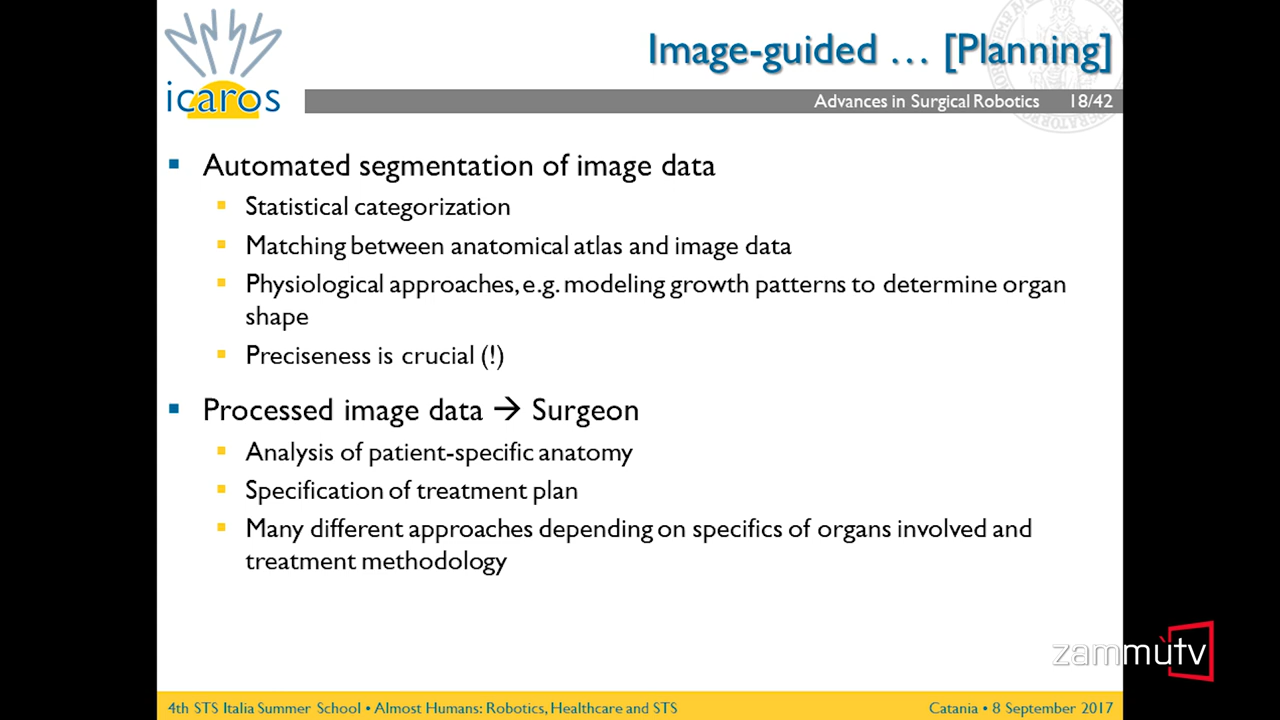 icaros
Image-guided … [Planning]
Advances in Surgical Robotics 18/42
▪ Automated segmentation of image data
▪ Statistical categorization
▪ Matching between anatomical atlas and image data
▪ Physiological approaches, e.g. modeling growth patterns to determine organ
shape
▪ Preciseness is crucial (!)
▪ Processed image data → Surgeon
▪ Analysis of patient-specific anatomy
▪ Specification of treatment plan
▪ Many different approaches depending on specifics of organs involved and
treatment methodology
zammùtv
4th STS Italia Summer School • Almost Humans: Robotics, Healthcare and STS
Catania • 8 September 2017